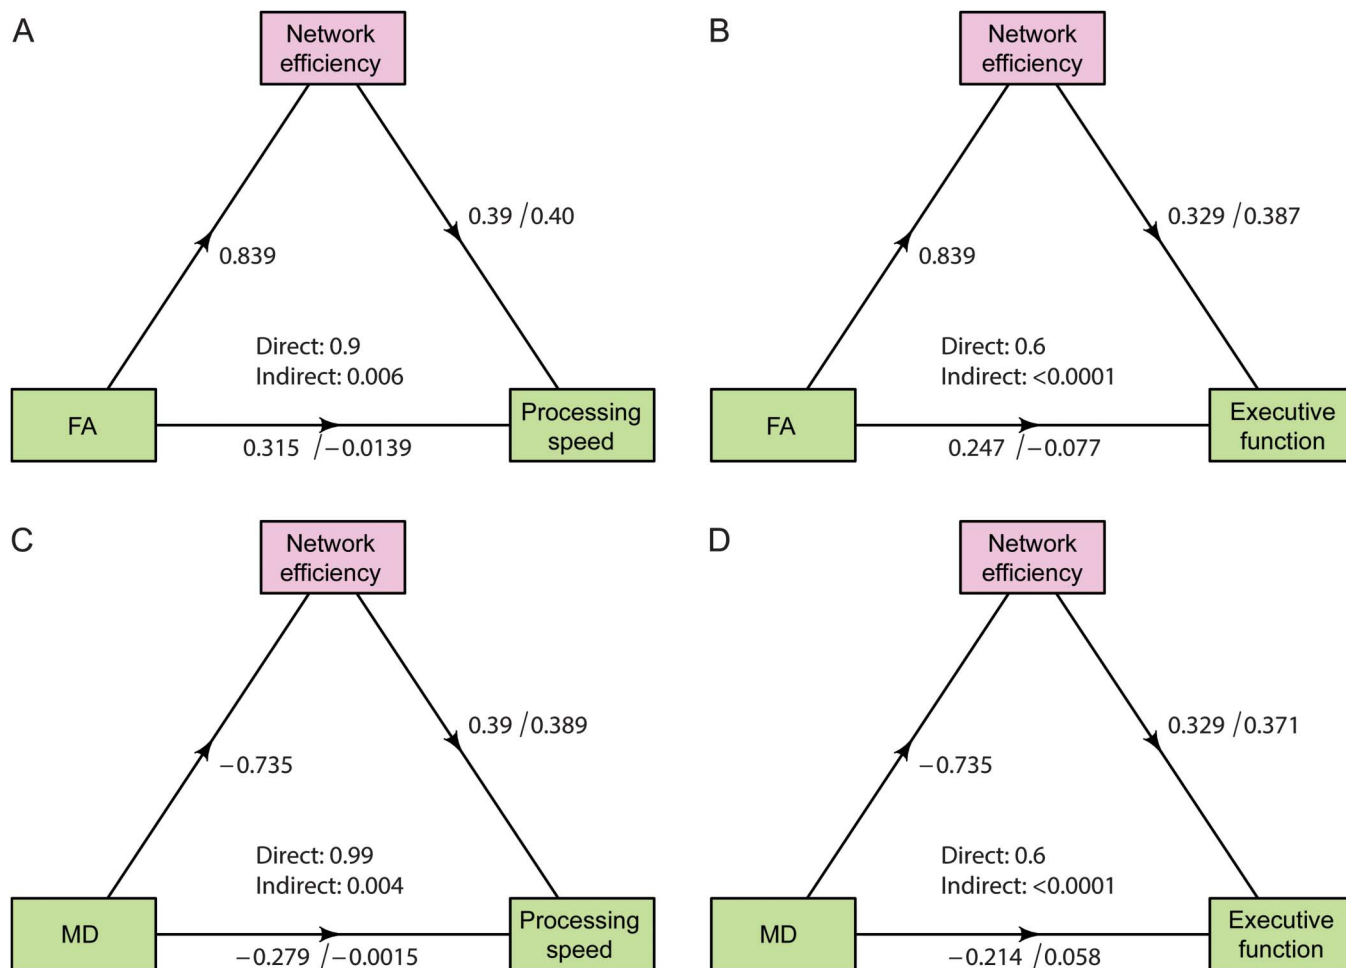 A
Network
efficiency
0.39 /0.40
0.839
Direct: 0.9
Indirect: 0.006
FA
Processing
speed
0.315 /−0.0139
B
Network
efficiency
0.329 /0.387
0.839
Direct: 0.6
Indirect: <0.0001
FA
Executive
function
0.247 /−0.077
C
Network
efficiency
0.39 /0.389
−0.735
Direct: 0.99
Indirect: 0.004
MD
Processing
speed
−0.279 /−0.0015
D
Network
efficiency
0.329 /0.371
−0.735
Direct: 0.6
Indirect: <0.0001
MD
Executive
function
−0.214 /0.058